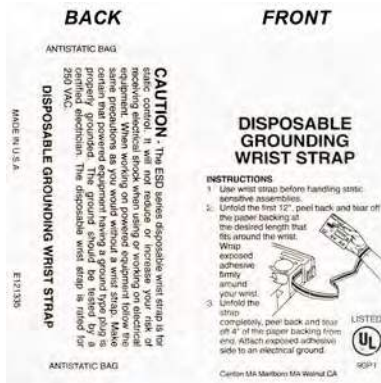 BACK
FRONT
ANTISTATIC BAG
CAUTION - The ESD series disposable wrist strap is for
static control. It will not reduce or increase your risk of
receiving electrical shock when using or working on electrical
equipment. When working on powered equipment follow the
same precautions as you would without a wrist strap. Make
certain that powered equipment having a ground type plug is
properly grounded. The ground should be tested by a
certified electrician. The disposable wrist strap is rated for
250 VAC.
DISPOSABLE GROUNDING WRIST STRAP
MADE IN U.S.A.
E121335
ANTISTATIC BAG
DISPOSABLE
GROUNDING
WRIST STRAP
INSTRUCTIONS
1. Use wrist strap before handling static
sensitive assemblies.
2. Unfold the first 12", peel back and tear off
the paper backing at
the desired length that
fits around the wrist.
Wrap
exposed
adhesive
firmly
around
your wrist.
3. Unfold the
strap
completely, peel back and tear
off 4" of the paper backing from
end. Attach exposed adhesive
side to an electrical ground.
LISTED
UL
90P1
Canton MA Marlboro MA Walnut CA